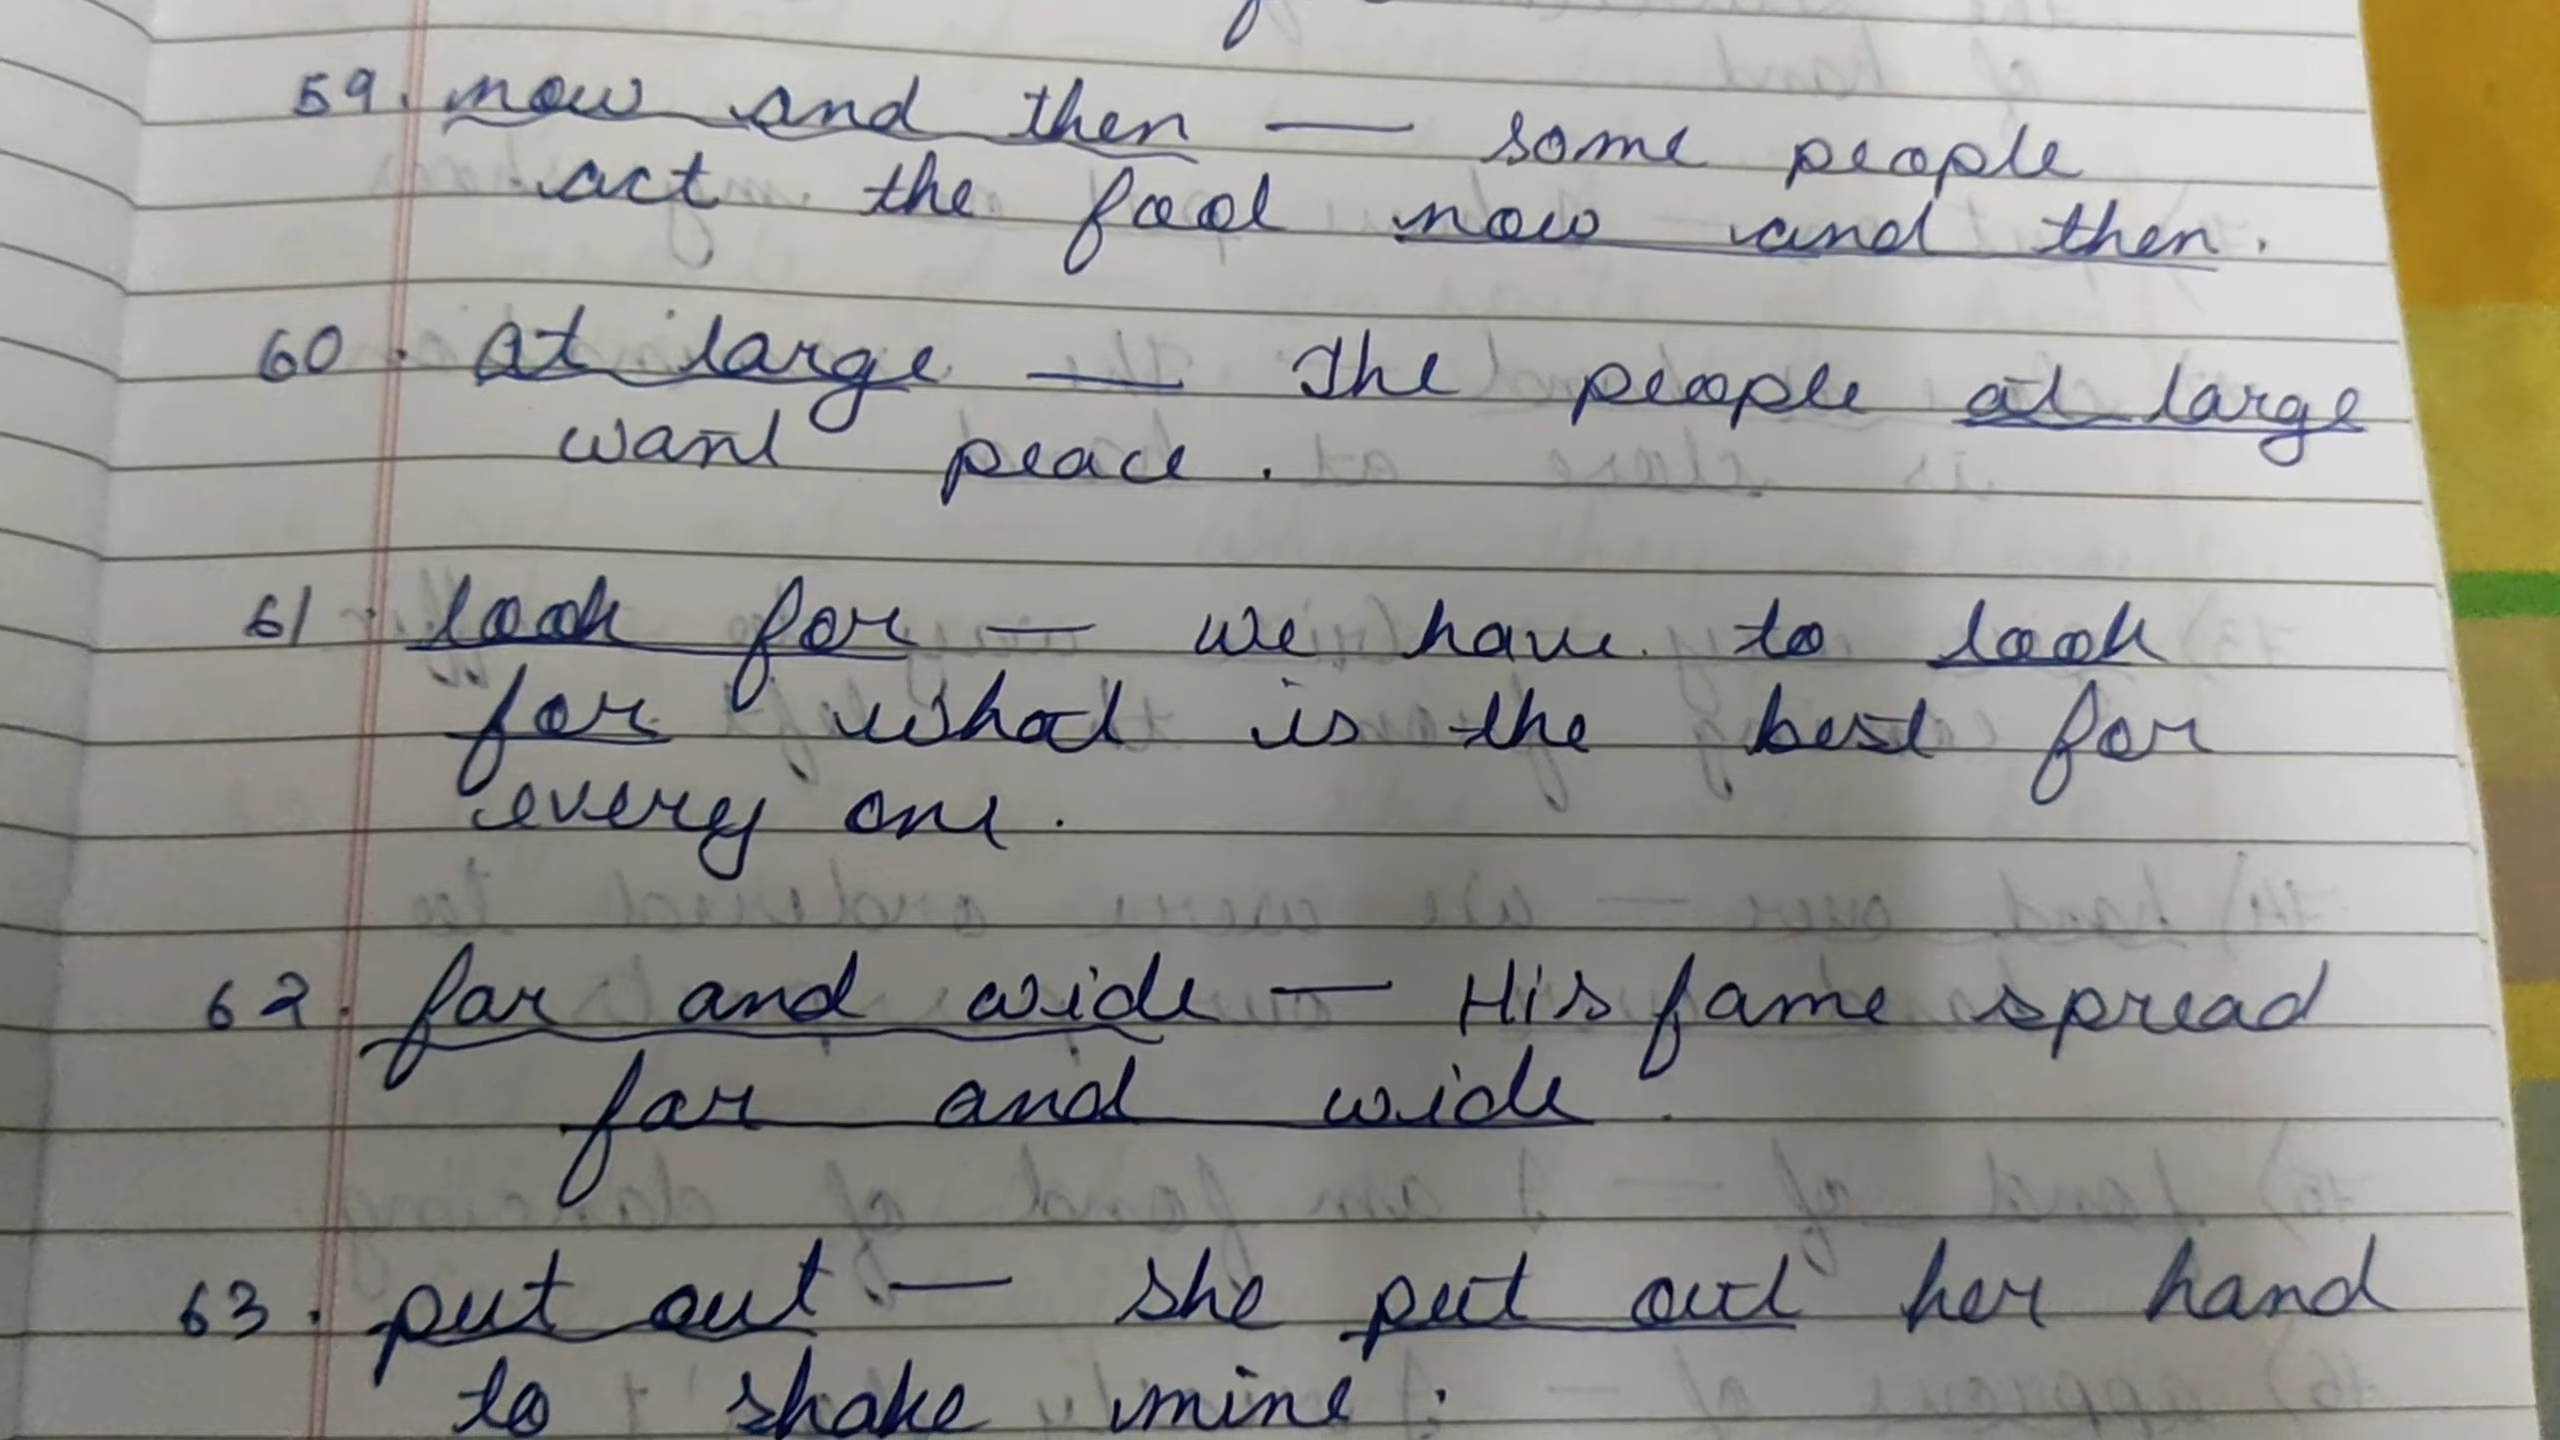 59. now and then — some people
act the fool now and then.
60. at large — The people at large
want peace.
61. look for — we have to look
for what is the best for
every one.
62. far and wide — His fame spread
far and wide.
63. put out — she put out her hand
to shake mine.